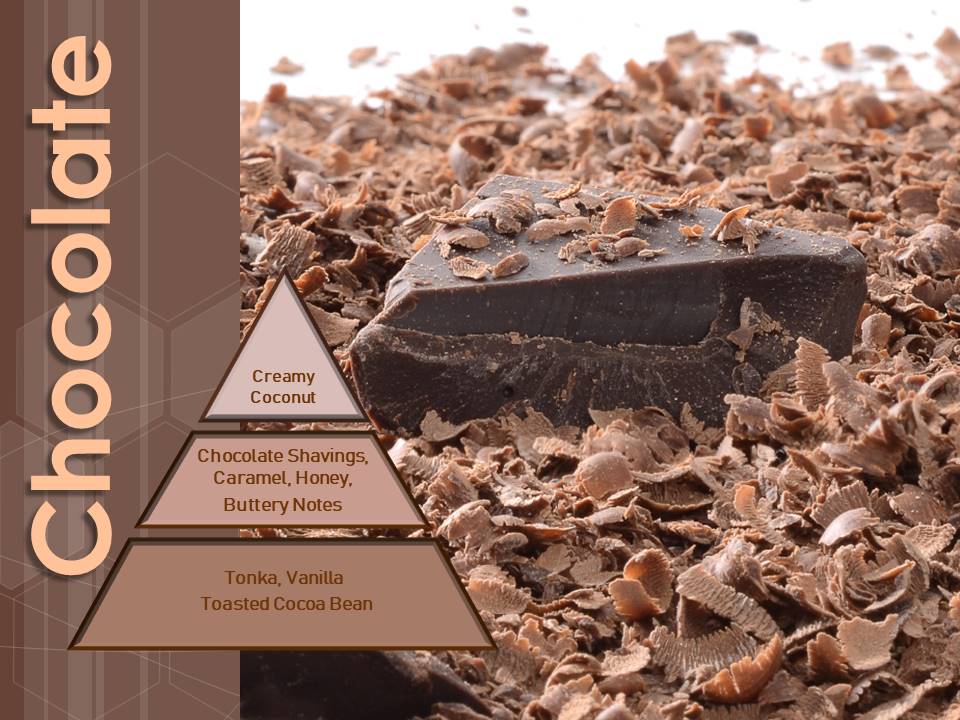 Chocolate
Creamy
Coconut
Chocolate Shavings,
Caramel, Honey,
Buttery Notes
Tonka, Vanilla
Toasted Cocoa Bean